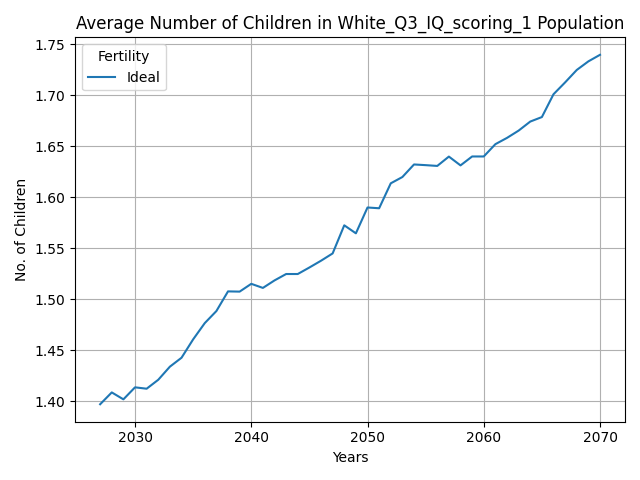 Average Number of Children in White_Q3_IQ_scoring_1 Population
Fertility
Ideal
No. of Children
1.75
1.70
1.65
1.60
1.55
1.50
1.45
1.40
2030 2040 2050 2060 2070
Years